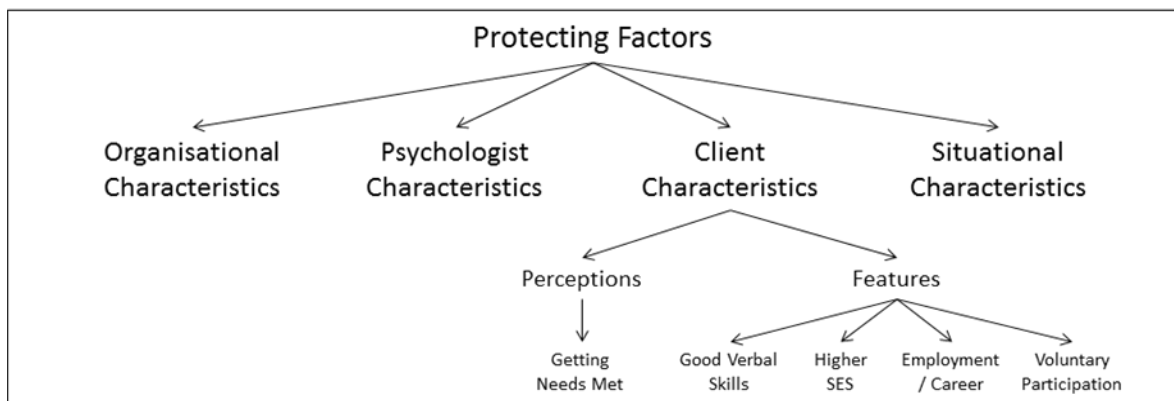 Protecting Factors
Organisational
Characteristics
Psychologist
Characteristics
Client
Characteristics
Situational
Characteristics
Perceptions
Features
Getting
Needs Met
Good Verbal
Skills
Higher
SES
Employment
/ Career
Voluntary
Participation